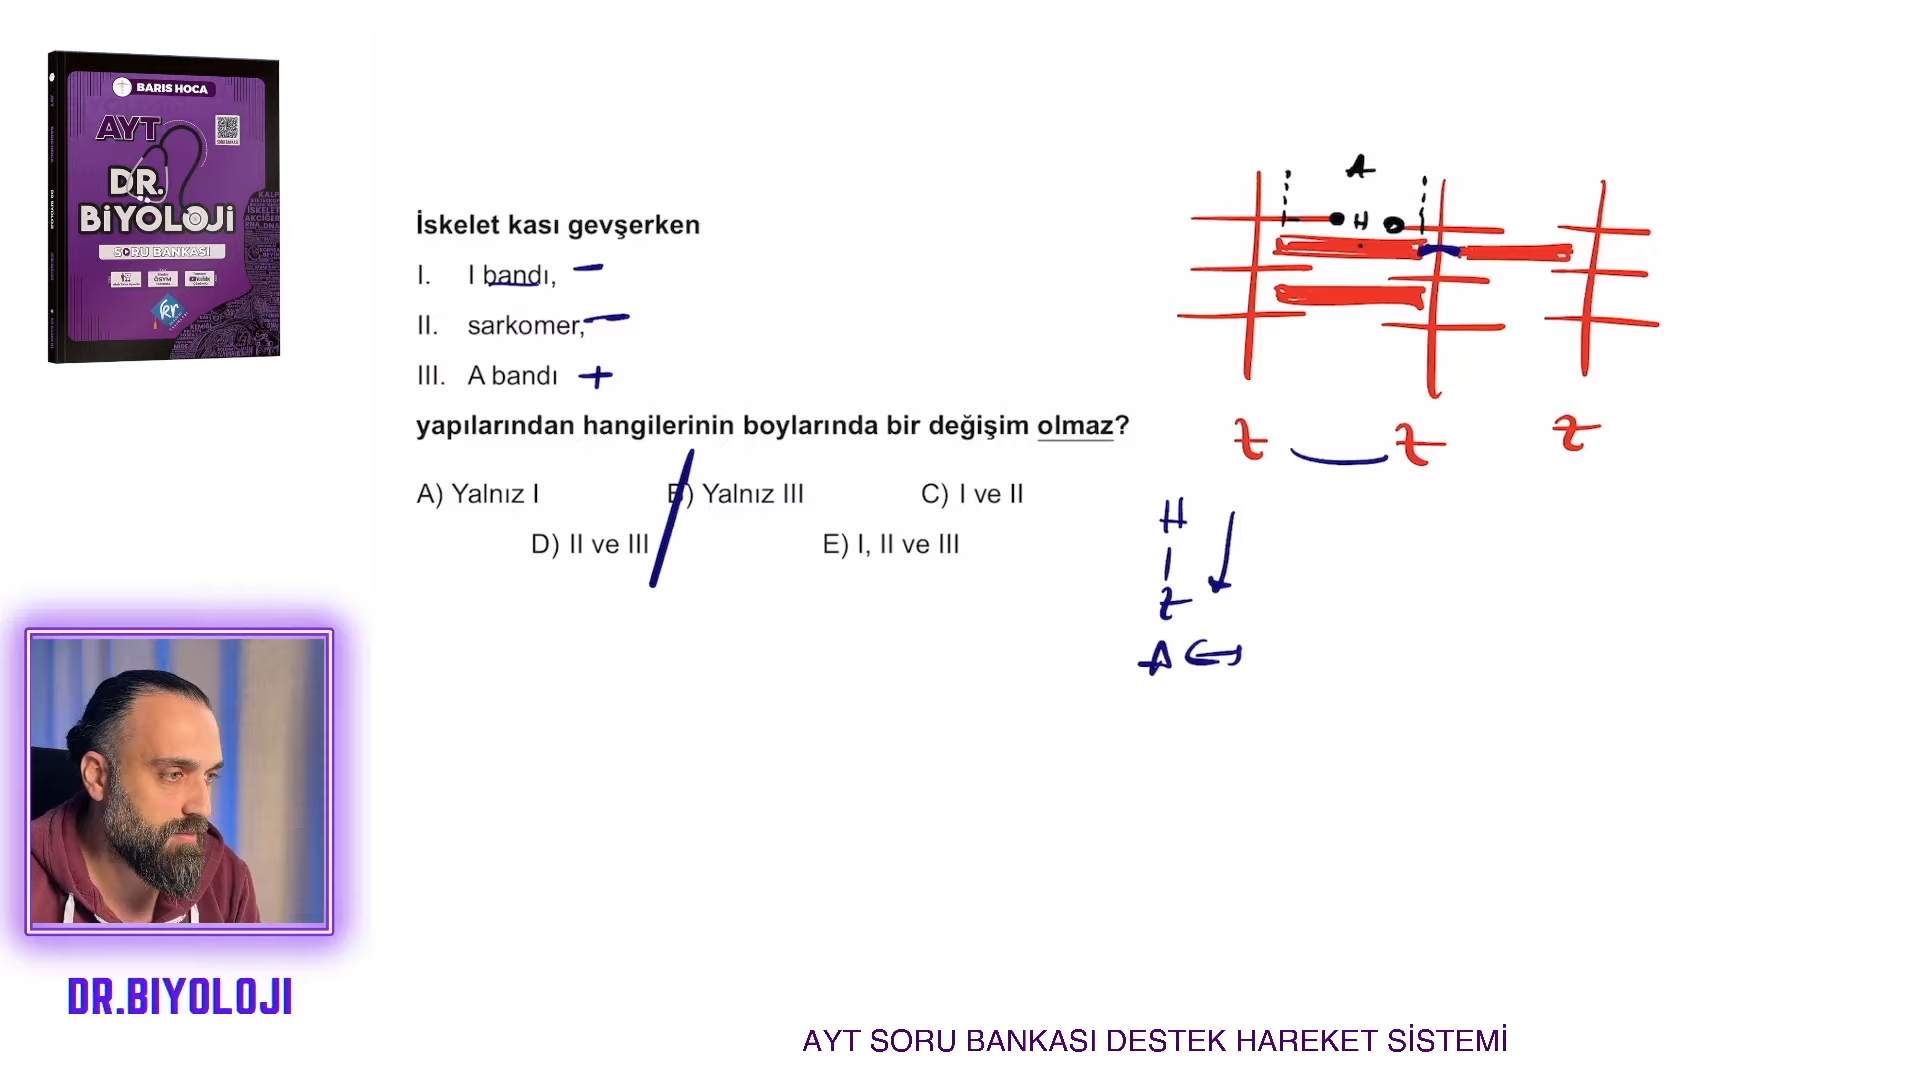 BARIS HOCA
AYT
DR.
BİYOLOJİ
SORU BANKASI
İskelet kası gevşerken
I. I bandı, –
II. sarkomer, –
III. A bandı +
yapılarından hangilerinin boylarında bir değişim olmaz?
A) Yalnız I B) Yalnız III C) I ve II
D) II ve III E) I, II ve III
A
H
Z Z Z
H
I
Z
A
DR.BIYOLOJI
AYT SORU BANKASI DESTEK HAREKET SİSTEMİ